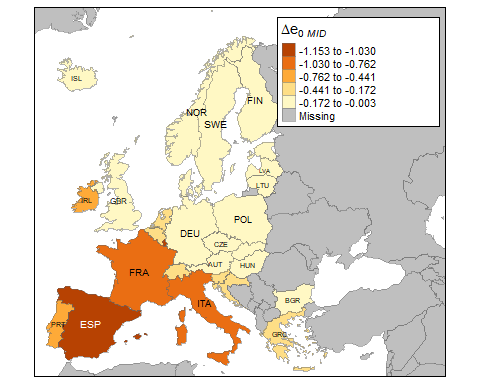 Δe0 MID
-1.153 to -1.030
-1.030 to -0.762
-0.762 to -0.441
-0.441 to -0.172
-0.172 to -0.003
Missing
ISL
FIN
NOR
SWE
LVA
LTU
IRL
GBR
POL
DEU
CZE
AUT
HUN
FRA
ITA
BGR
PRT
ESP
GRC